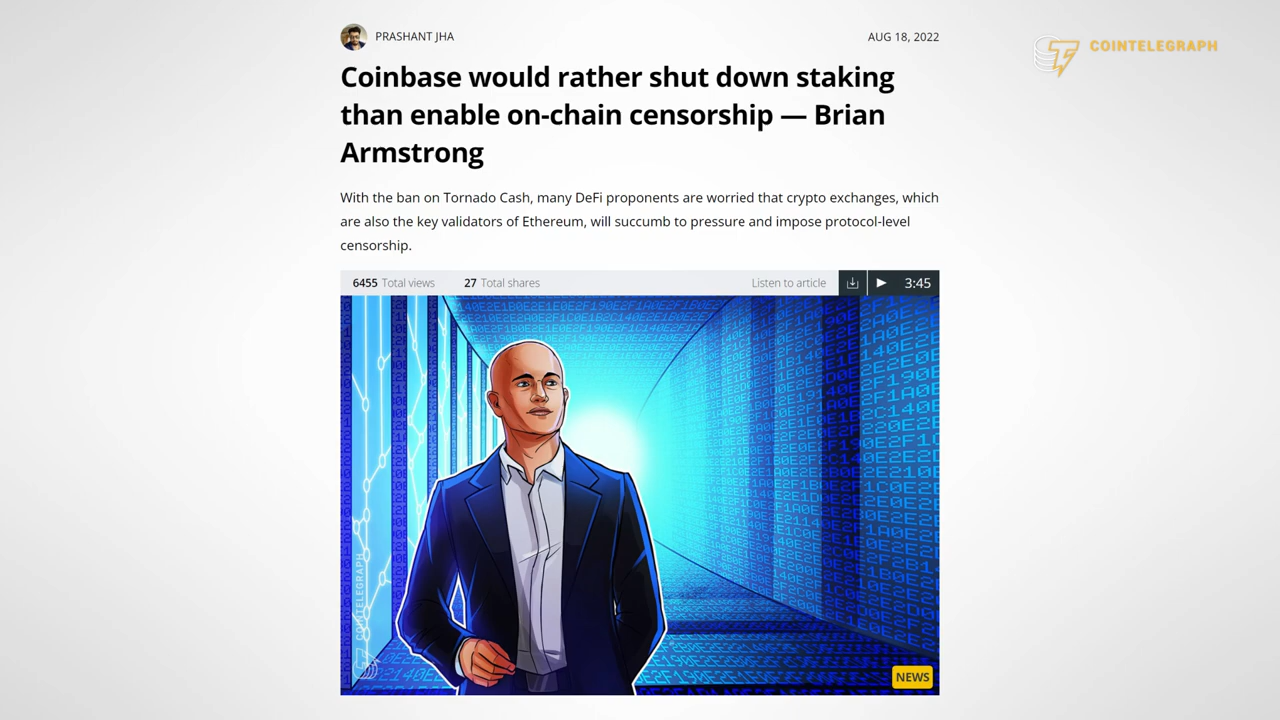 PRASHANT JHA
AUG 18, 2022
COINTELEGRAPH
Coinbase would rather shut down staking
than enable on-chain censorship — Brian
Armstrong
With the ban on Tornado Cash, many DeFi proponents are worried that crypto exchanges, which
are also the key validators of Ethereum, will succumb to pressure and impose protocol-level
censorship.
6455 Total views 27 Total shares Listen to article 3:45
COINTELEGRAPH
NEWS